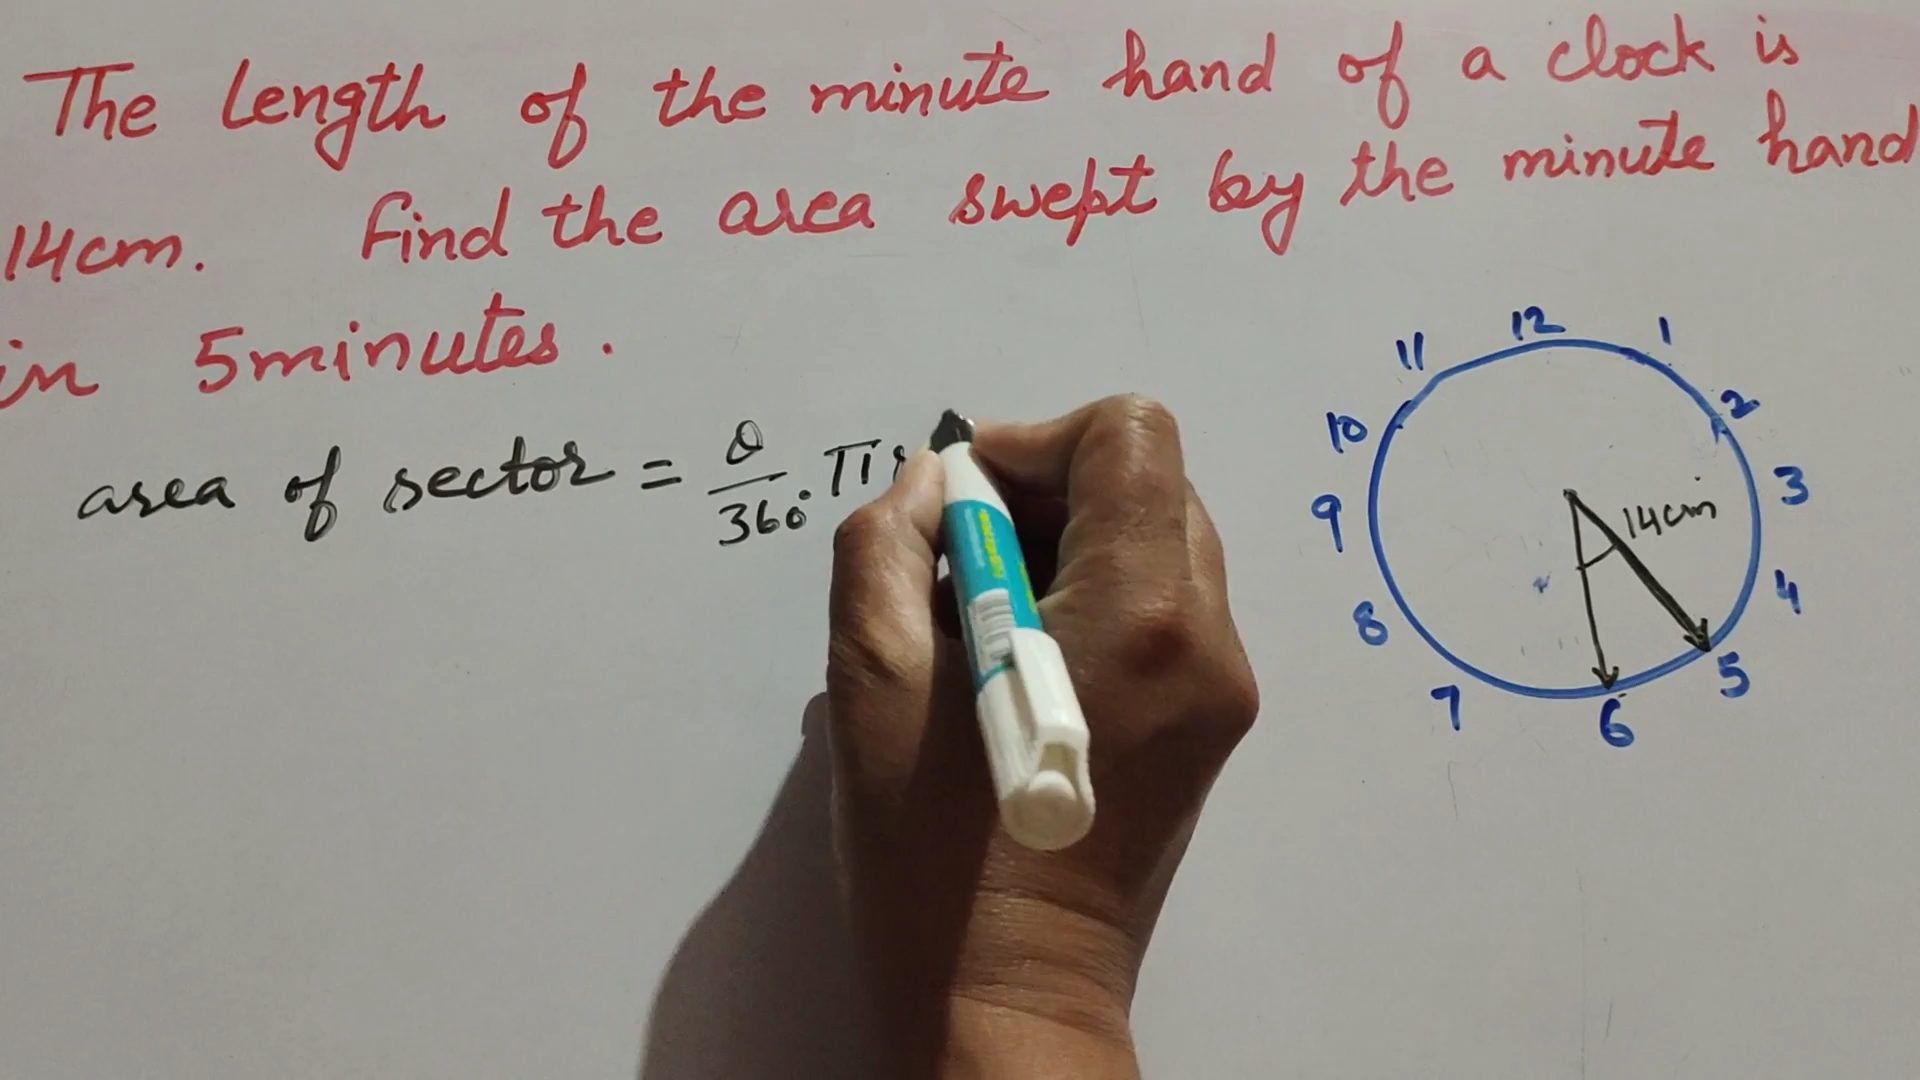 The length of the minute hand of a clock is
14cm. Find the area swept by the minute hand
in 5minutes.
area of sector = θ/360°. πr
12
1
2
3
4
5
6
7
8
9
10
11
14cm